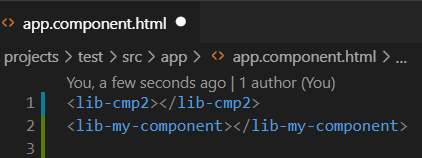 <> app.component.html
projects > test > src > app > <> app.component.html > ...
You, a few seconds ago | 1 author (You)
1 <lib-cmp2></lib-cmp2>
2 <lib-my-component></lib-my-component>
3